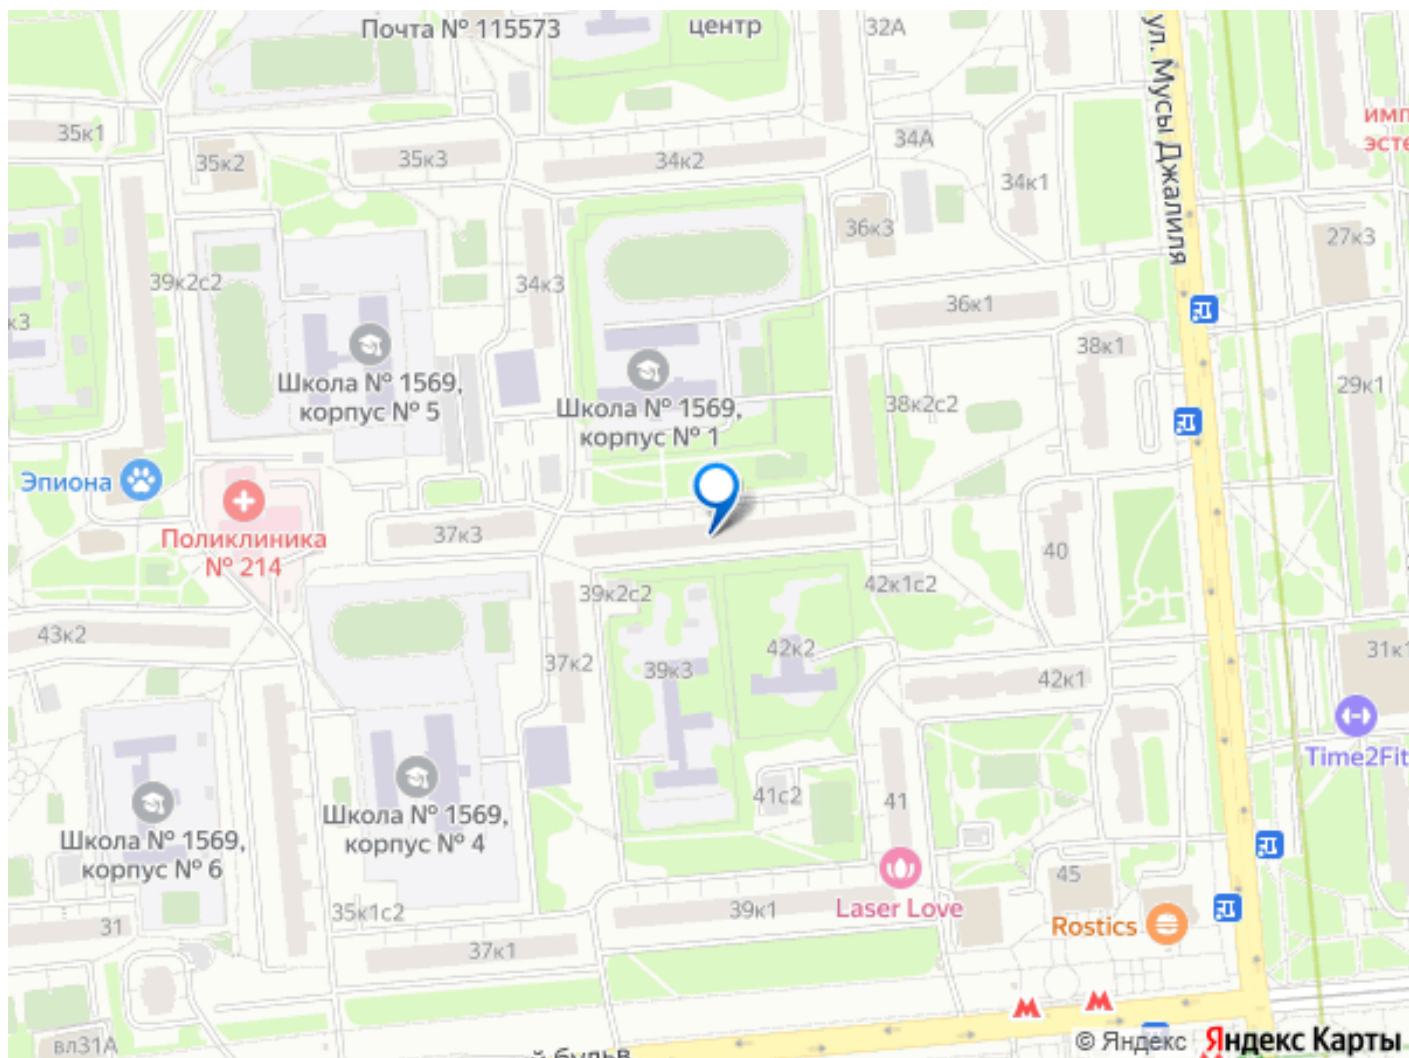 Почта № 115573
центр
32А
ул. Мусы Джалиля
35к1
35к2
35к3
34к2
34А
34к1
имп
эсте
36к3
27к3
39к2с2
34к3
36к1
к3
38к1
Школа № 1569,
корпус № 5
Школа № 1569,
корпус № 1
38к2с2
29к1
Эпиона
Поликлиника
№ 214
37к3
40
39к2с2
42к1с2
43к2
37к2
39к3
42к2
42к1
31к1
Time2Fit
41с2
41
Школа № 1569,
корпус № 6
Школа № 1569,
корпус № 4
45
Laser Love
35к1с2
39к1
Rostics
31
37к1
вл31А
й бульв
© Яндекс Яндекс Карты